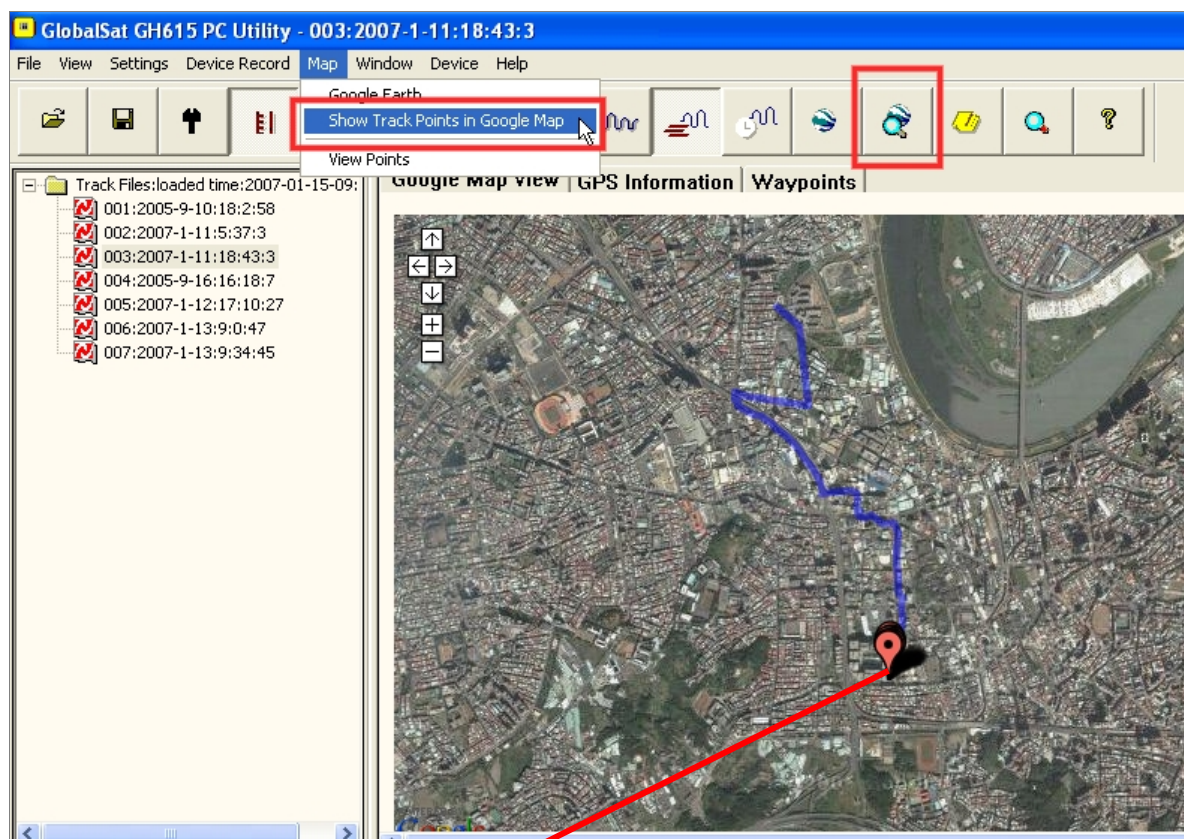 GlobalSat GH615 PC Utility - 003:2007-1-11:18:43:3
File View Settings Device Record Map Window Device Help
Google Earth
Show Track Points in Google Map
View Points
Track Files:loaded time:2007-01-15-09:
001:2005-9-10:18:2:58
002:2007-1-11:5:37:3
003:2007-1-11:18:43:3
004:2005-9-16:16:18:7
005:2007-1-12:17:10:27
006:2007-1-13:9:0:47
007:2007-1-13:9:34:45
Google Map View GPS Information Waypoints